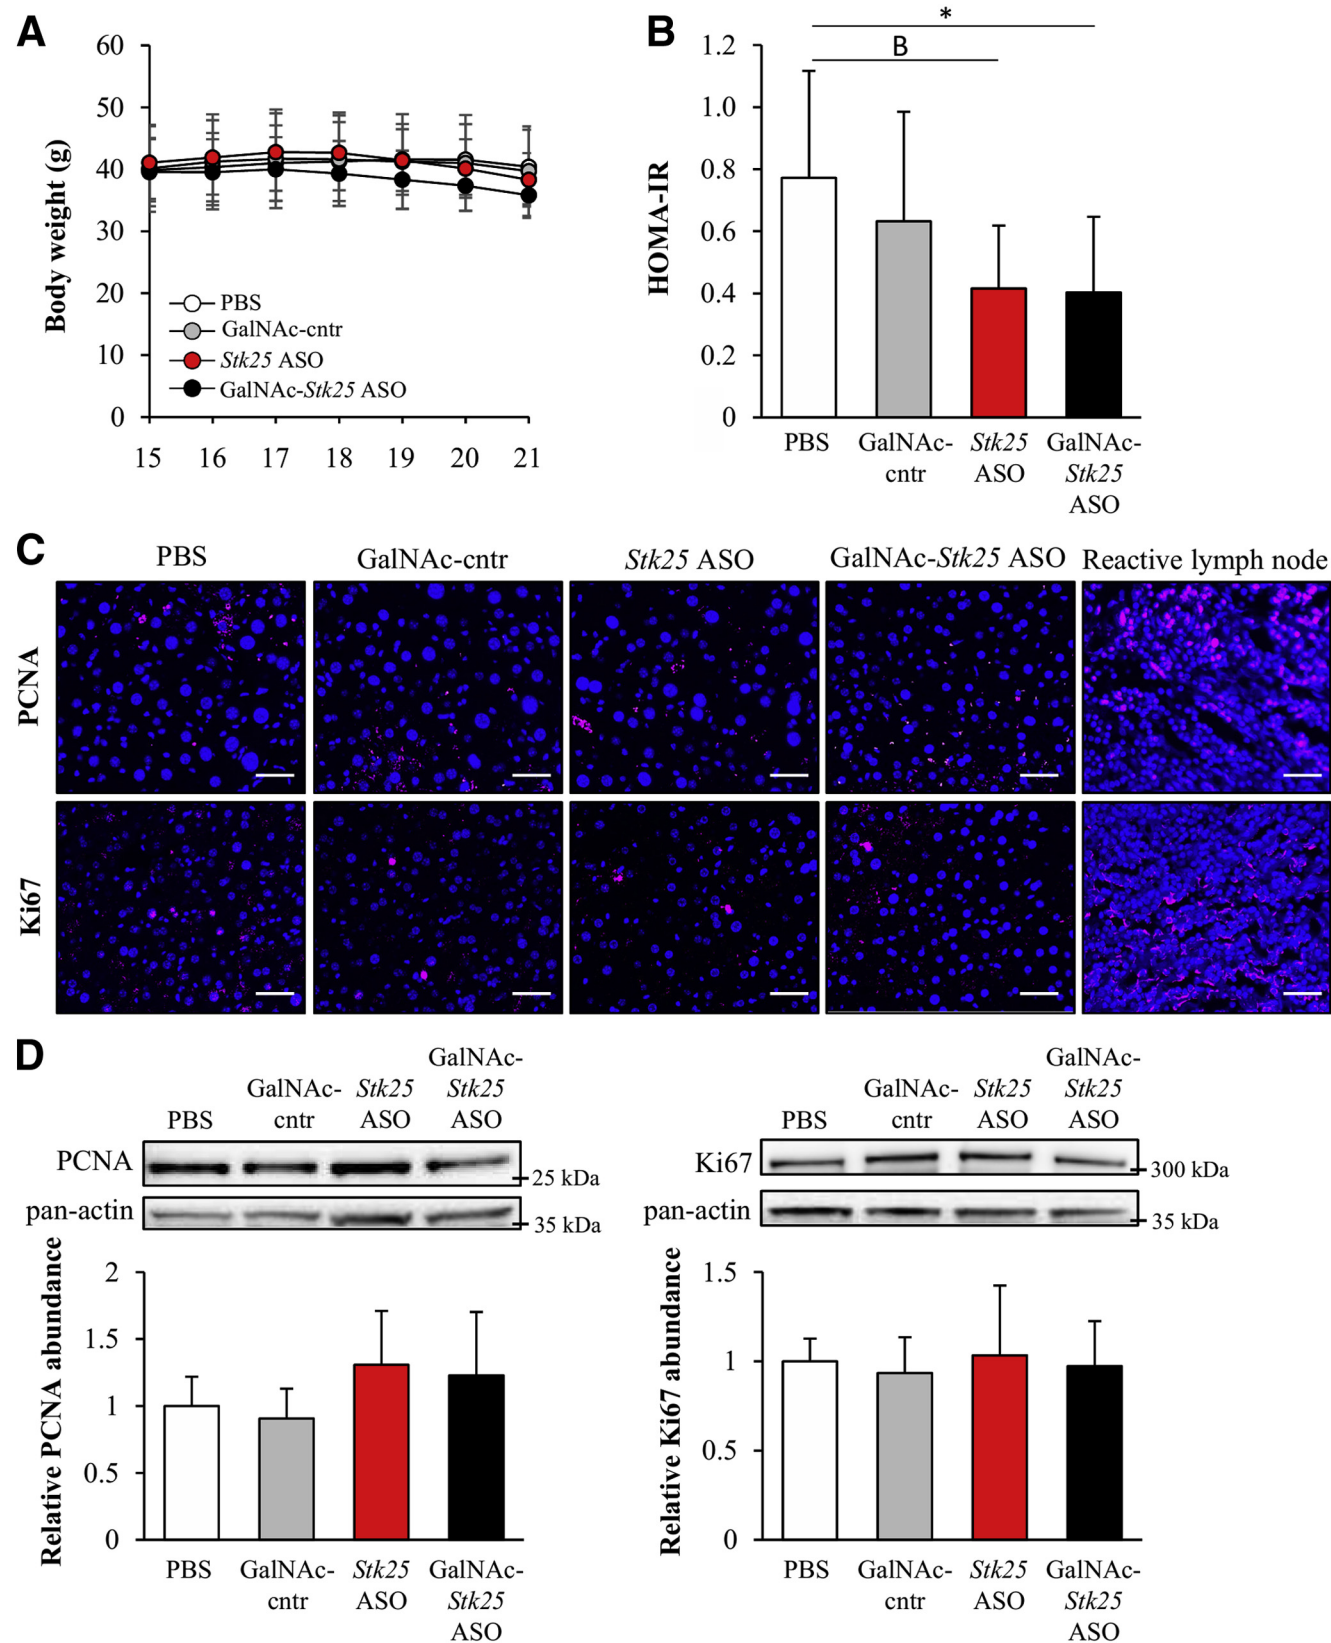 A
60
50
40
30
20
10
0
Body weight (g)
PBS
GalNAc-cntr
Stk25 ASO
GalNAc-Stk25 ASO
15 16 17 18 19 20 21
B
*
B
1.2
1.0
0.8
0.6
0.4
0.2
0
HOMA-IR
PBS
GalNAc-
cntr
Stk25
ASO
GalNAc-
Stk25
ASO
C
PBS GalNAc-cntr Stk25 ASO GalNAc-Stk25 ASO Reactive lymph node
PCNA
Ki67
D
PBS
GalNAc-
cntr
Stk25
ASO
GalNAc-
Stk25
ASO
PCNA
25 kDa
pan-actin
35 kDa
Relative PCNA abundance
2
1.5
1
0.5
0
PBS
GalNAc-
cntr
Stk25
ASO
GalNAc-
Stk25
ASO
PBS
GalNAc-
cntr
Stk25
ASO
GalNAc-
Stk25
ASO
Ki67
300 kDa
pan-actin
35 kDa
Relative Ki67 abundance
1.5
1
0.5
0
PBS
GalNAc-
cntr
Stk25
ASO
GalNAc-
Stk25
ASO